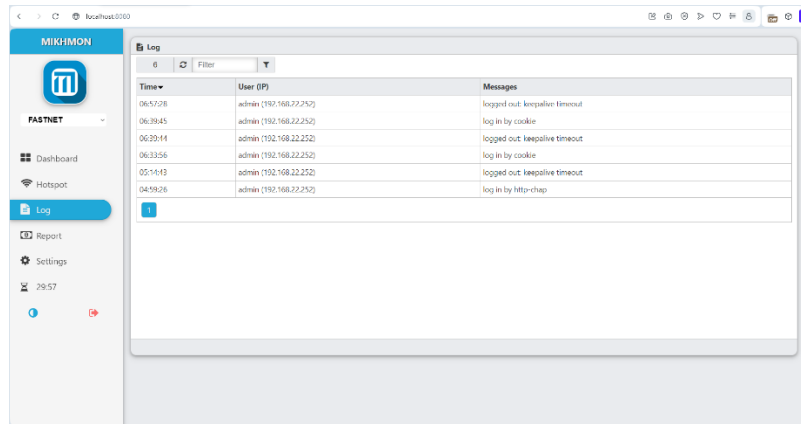 localhost:8080
MIKHMON
Log
6 Filter
FASTNET
Time User (IP) Messages
06:57:28 admin (192.168.22.252) logged out: keepalive timeout
06:39:45 admin (192.168.22.252) log in by cookie
06:39:44 admin (192.168.22.252) logged out: keepalive timeout
06:33:56 admin (192.168.22.252) log in by cookie
05:14:43 admin (192.168.22.252) logged out: keepalive timeout
04:59:26 admin (192.168.22.252) log in by http-chap
1
Dashboard
Hotspot
Log
Report
Settings
29:57